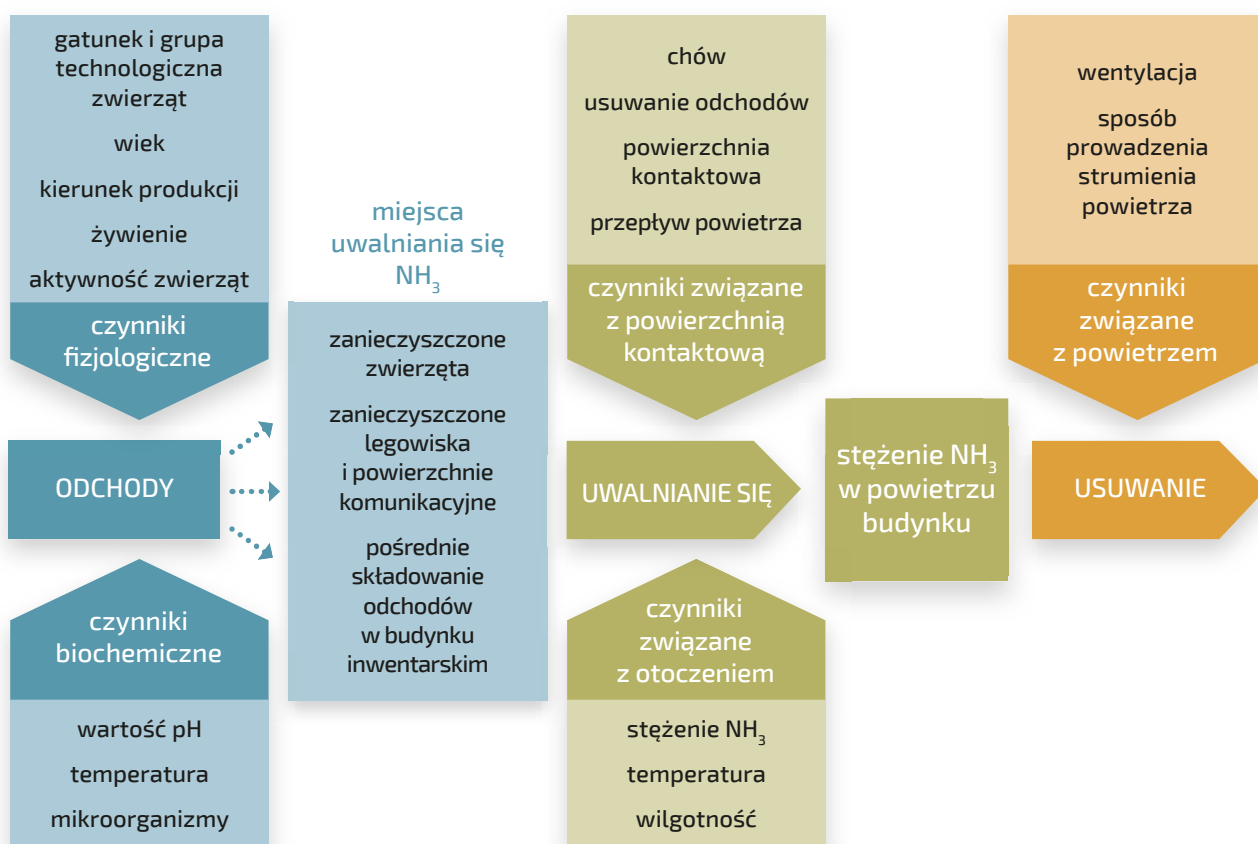 gatunek i grupa
technologiczna
zwierząt
wiek
kierunek produkcji
żywienie
aktywność zwierząt
czynniki
fizjologiczne
ODCHODY
czynniki
biochemiczne
wartość pH
temperatura
mikroorganizmy
miejsca
uwalniania się
NH₃
zanieczyszczone
zwierzęta
zanieczyszczone
legowiska
i powierzchnie
komunikacyjne
pośrednie
składowanie
odchodów
w budynku
inwentarskim
chów
usuwanie odchodów
powierzchnia
kontaktowa
przepływ powietrza
czynniki związane
z powierzchnią
kontaktową
UWALNIANIE SIĘ
czynniki
związane
z otoczeniem
stężenie NH₃
temperatura
wilgotność
stężenie NH₃
w powietrzu
budynku
wentylacja
sposób
prowadzenia
strumienia
powietrza
czynniki
związane
z powietrzem
USUWANIE